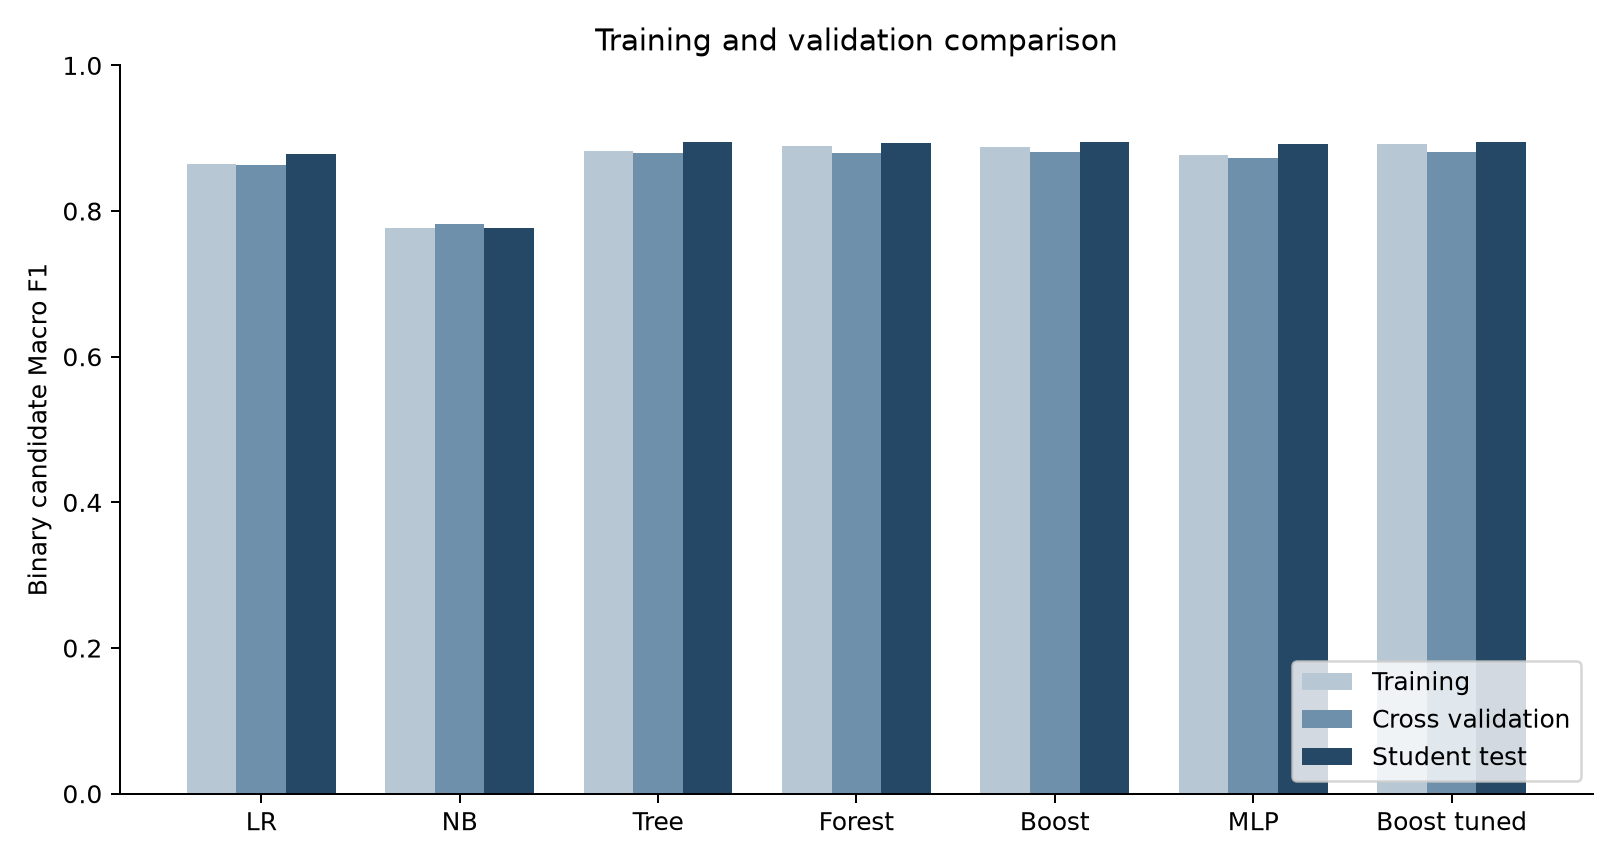 Training and validation comparison
Binary candidate Macro F1
1.0
0.8
0.6
0.4
0.2
0.0
LR
NB
Tree
Forest
Boost
MLP
Boost tuned
Training
Cross validation
Student test